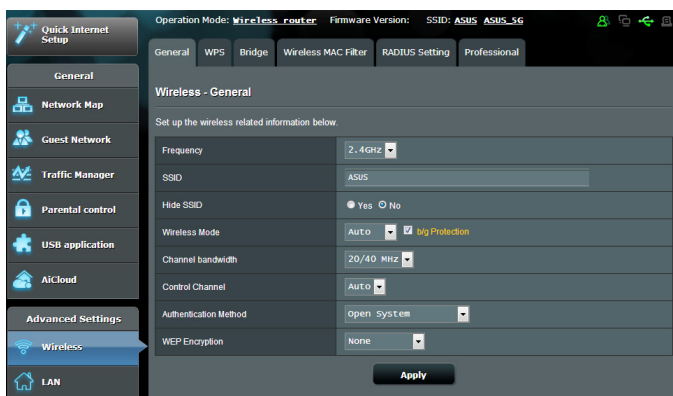 Quick Internet
Setup
Operation Mode: Wireless router Firmware Version: SSID: ASUS ASUS_5G
General WPS Bridge Wireless MAC Filter RADIUS Setting Professional
General
Network Map
Guest Network
Traffic Manager
Parental control
USB application
AiCloud
Advanced Settings
Wireless
LAN
Wireless - General
Set up the wireless related information below.
Frequency 2.4GHz
SSID ASUS
Hide SSID Yes No
Wireless Mode Auto b/g Protection
Channel bandwidth 20/40 MHz
Control Channel Auto
Authentication Method Open System
WEP Encryption None
Apply